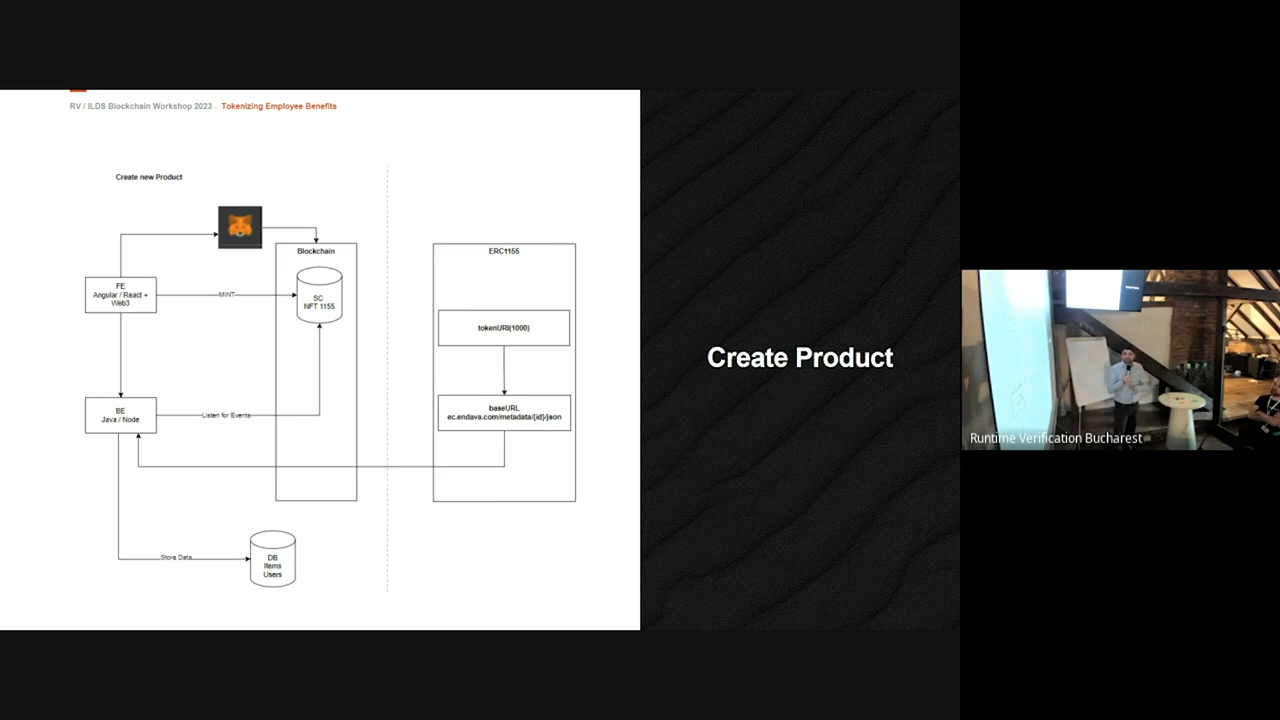 RV / ILDS Blockchain Workshop 2023 - Tokenizing Employee Benefits
Create new Product
Blockchain
ERC1155
FE
Angular / React +
Web3
MINT
SC
NFT 1155
tokenURI(1000)
baseURL
ec.endava.com/metadata/{id}/json
BE
Java / Node
Listen for Events
Store Data
DB
Items
Users
Create Product
Runtime Verification Bucharest